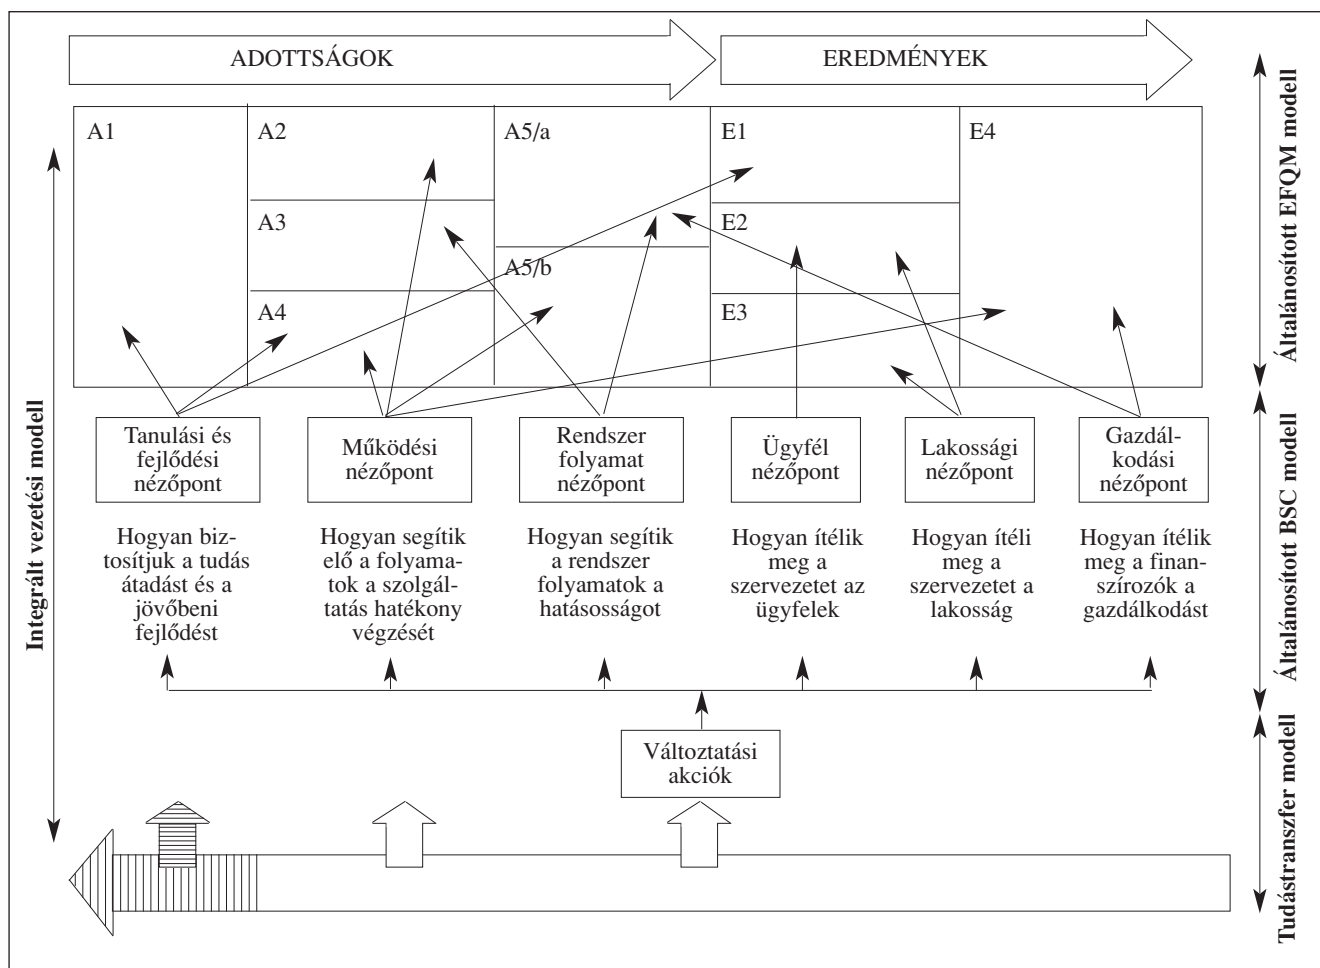 ADOTTSÁGOK
EREDMÉNYEK
A1
A2
A5/a
E1
E4
A3
E2
A5/b
A4
E3
Általánosított EFQM modell
Integrált vezetési modell
Tanulási és
fejlődési
nézőpont
Működési
nézőpont
Rendszer
folyamat
nézőpont
Ügyfél
nézőpont
Lakossági
nézőpont
Gazdál-
kodási
nézőpont
Hogyan biz-
tosítjuk a tudás
átadást és a
jövőbeni
fejlődést
Hogyan segítik
elő a folyama-
tok a szolgál-
tatás hatékony
végzését
Hogyan segítik
a rendszer
folyamatok a
hatásosságot
Hogyan ítélik
meg a
szervezetet az
ügyfelek
Hogyan ítéli
meg a
szervezetet a
lakosság
Hogyan ítélik
meg a finan-
szírozók a
gazdálkodást
Általánosított BSC modell
Változtatási
akciók
Tudástranszfer modell